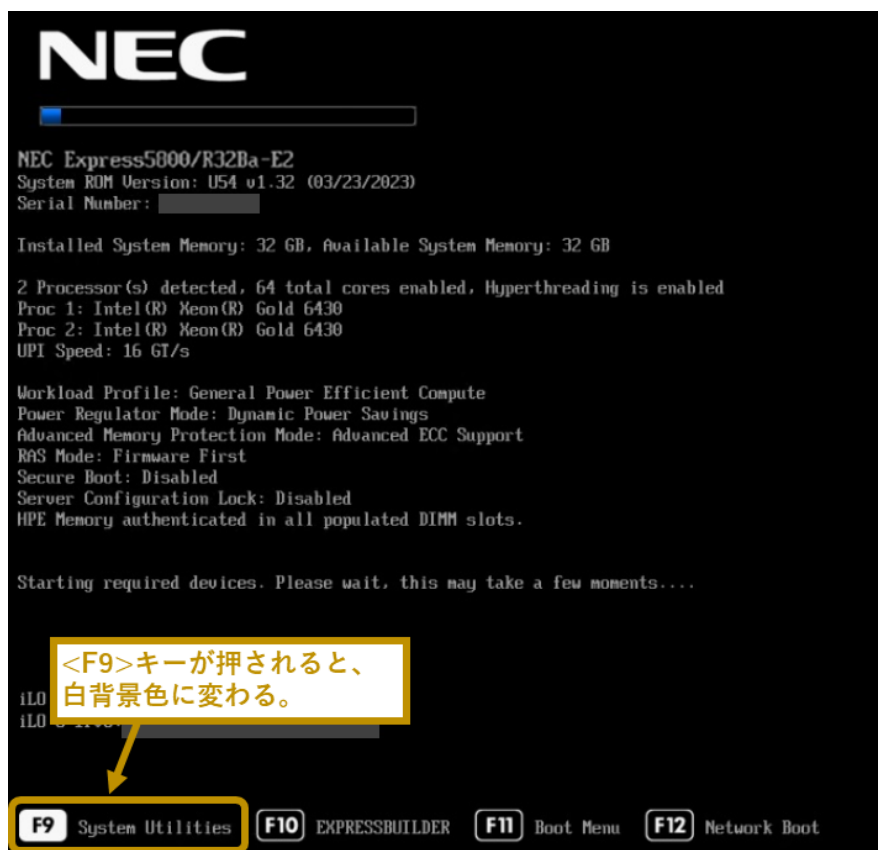 NEC
NEC Express5800/R32Ba-E2
System ROM Version: U54 v1.32 (03/23/2023)
Serial Number:
Installed System Memory: 32 GB, Available System Memory: 32 GB
2 Processor(s) detected, 64 total cores enabled, Hyperthreading is enabled
Proc 1: Intel(R) Xeon(R) Gold 6430
Proc 2: Intel(R) Xeon(R) Gold 6430
UPI Speed: 16 GT/s
Workload Profile: General Power Efficient Compute
Power Regulator Mode: Dynamic Power Savings
Advanced Memory Protection Mode: Advanced ECC Support
RAS Mode: Firmware First
Secure Boot: Disabled
Server Configuration Lock: Disabled
HPE Memory authenticated in all populated DIMM slots.
Starting required devices. Please wait, this may take a few moments....
<F9>キーが押されると、
白背景色に変わる。
iLO
iLO
F9 System Utilities F10 EXPRESSBUILDER F11 Boot Menu F12 Network Boot